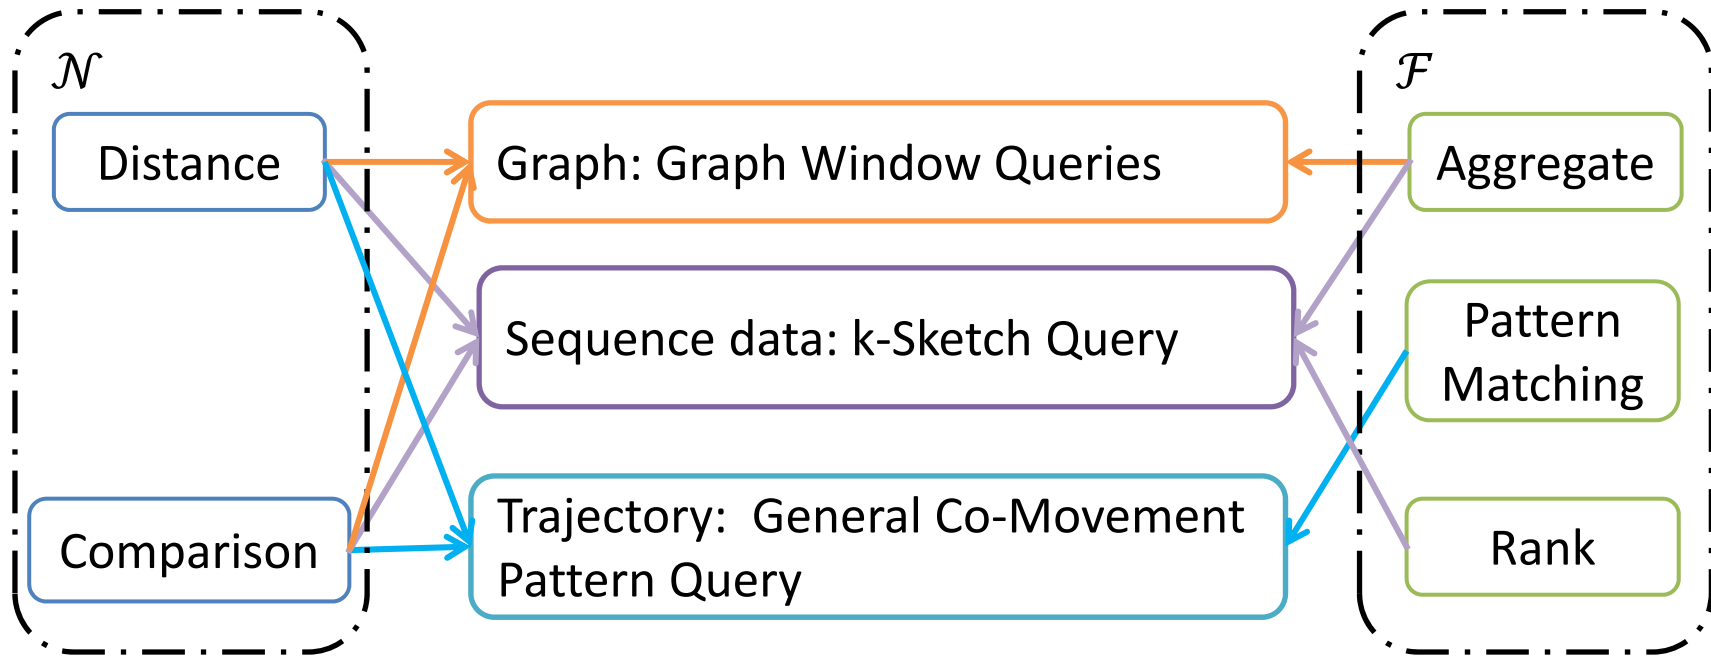 𝒩
Distance
Comparison
Graph: Graph Window Queries
Sequence data: k-Sketch Query
Trajectory:  General Co-Movement
Pattern Query
ℱ
Aggregate
Pattern
Matching
Rank